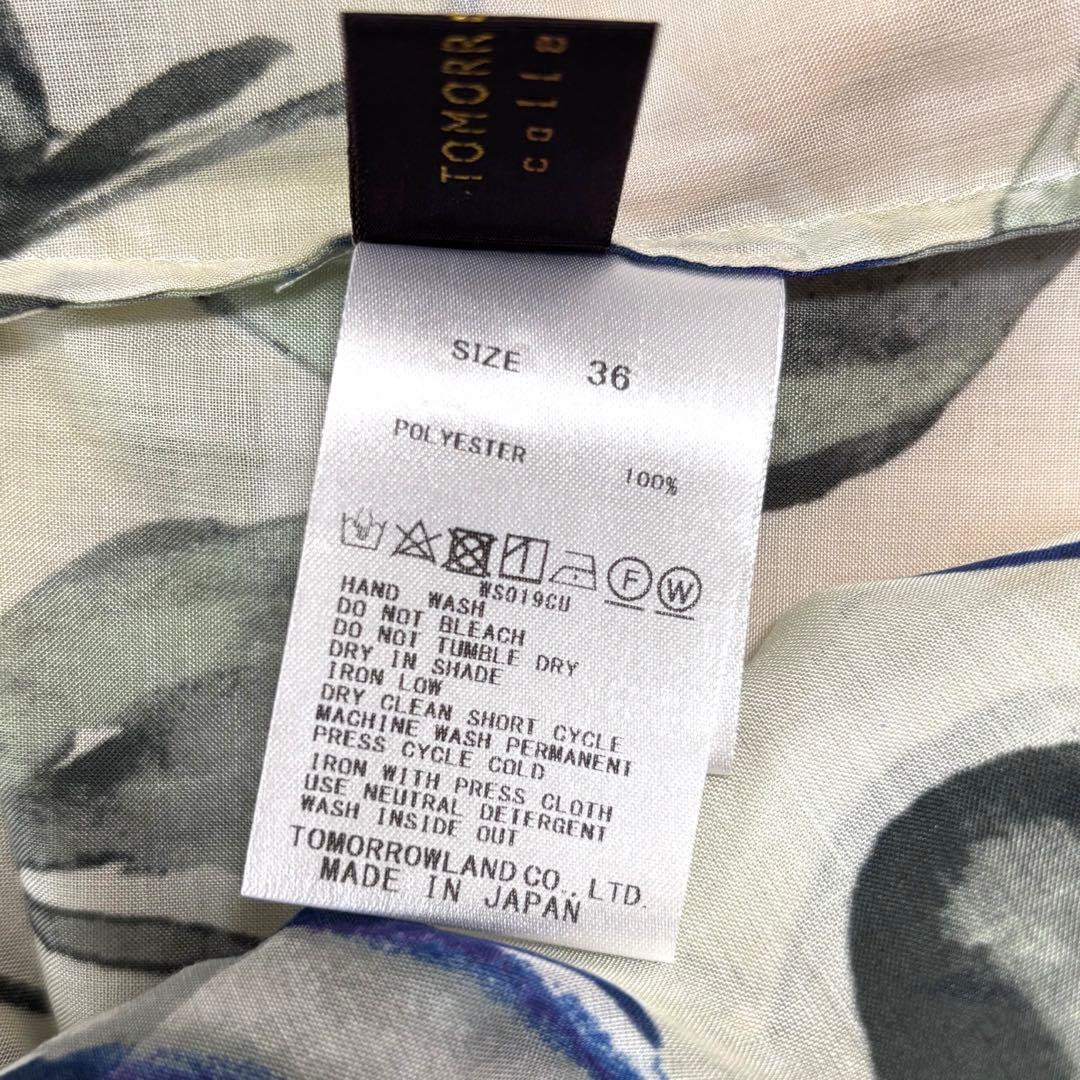 TOMORR
colle
SIZE 36
POLYESTER 100%
F W
WS019CU
HAND WASH
DO NOT BLEACH
DO NOT TUMBLE DRY
DRY IN SHADE
IRON LOW
DRY CLEAN SHORT CYCLE
MACHINE WASH PERMANENT
PRESS CYCLE COLD
IRON WITH PRESS CLOTH
USE NEUTRAL DETERGENT
WASH INSIDE OUT
TOMORROWLAND CO., LTD.
MADE IN JAPAN